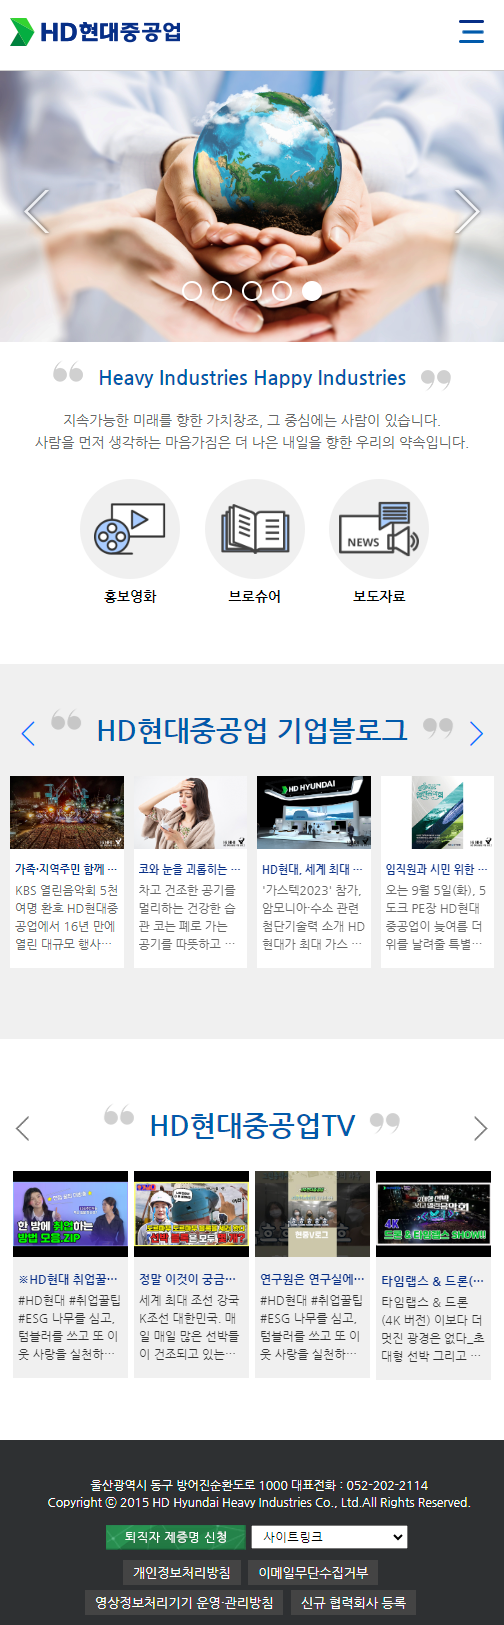 HD현대중공업
Heavy Industries Happy Industries
지속가능한 미래를 향한 가치창조, 그 중심에는 사람이 있습니다.
사람을 먼저 생각하는 마음가짐은 더 나은 내일을 향한 우리의 약속입니다.
NEWS
홍보영화
브로슈어
보도자료
HD현대중공업 기업블로그
HD HYUNDAI
가족·지역주민 함께 ...
KBS 열린음악회 5천
여명 환호 HD현대중
공업에서 16년 만에
열린 대규모 행사...
코와 눈을 괴롭히는 ...
차고 건조한 공기를
멀리하는 건강한 습
관 코는 폐로 가는
공기를 따뜻하고 ...
HD현대, 세계 최대 ...
'가스텍2023' 참가,
암모니아·수소 관련
첨단기술력 소개 HD
현대가 최대 가스 ...
임직원과 시민 위한 ...
오는 9월 5일(화), 5
도크 PE장 HD현대
중공업이 늦여름 더
위를 날려줄 특별...
HD현대중공업TV
한 방에 취업하는
방법 모음.ZIP
현중V로그
4K
드론 & 타임랩스 SHOW!!
※HD현대 취업꿀...
#HD현대 #취업꿀팁
#ESG 나무를 심고,
텀블러를 쓰고 또 이
웃 사랑을 실천하...
정말 이것이 궁금...
세계 최대 조선 강국
K조선 대한민국. 매
일 매일 많은 선박들
이 건조되고 있는...
연구원은 연구실에...
#HD현대 #취업꿀팁
#ESG 나무를 심고,
텀블러를 쓰고 또 이
웃 사랑을 실천하...
타임랩스 & 드론(...
타임랩스 & 드론
(4K 버전) 이보다 더
멋진 광경은 없다_초
대형 선박 그리고 ...
울산광역시 동구 방어진순환도로 1000 대표전화 : 052-202-2114
Copyright ⓒ 2015 HD Hyundai Heavy Industries Co., Ltd.All Rights Reserved.
퇴직자 제증명 신청
사이트링크
개인정보처리방침
이메일무단수집거부
영상정보처리기기 운영·관리방침
신규 협력회사 등록